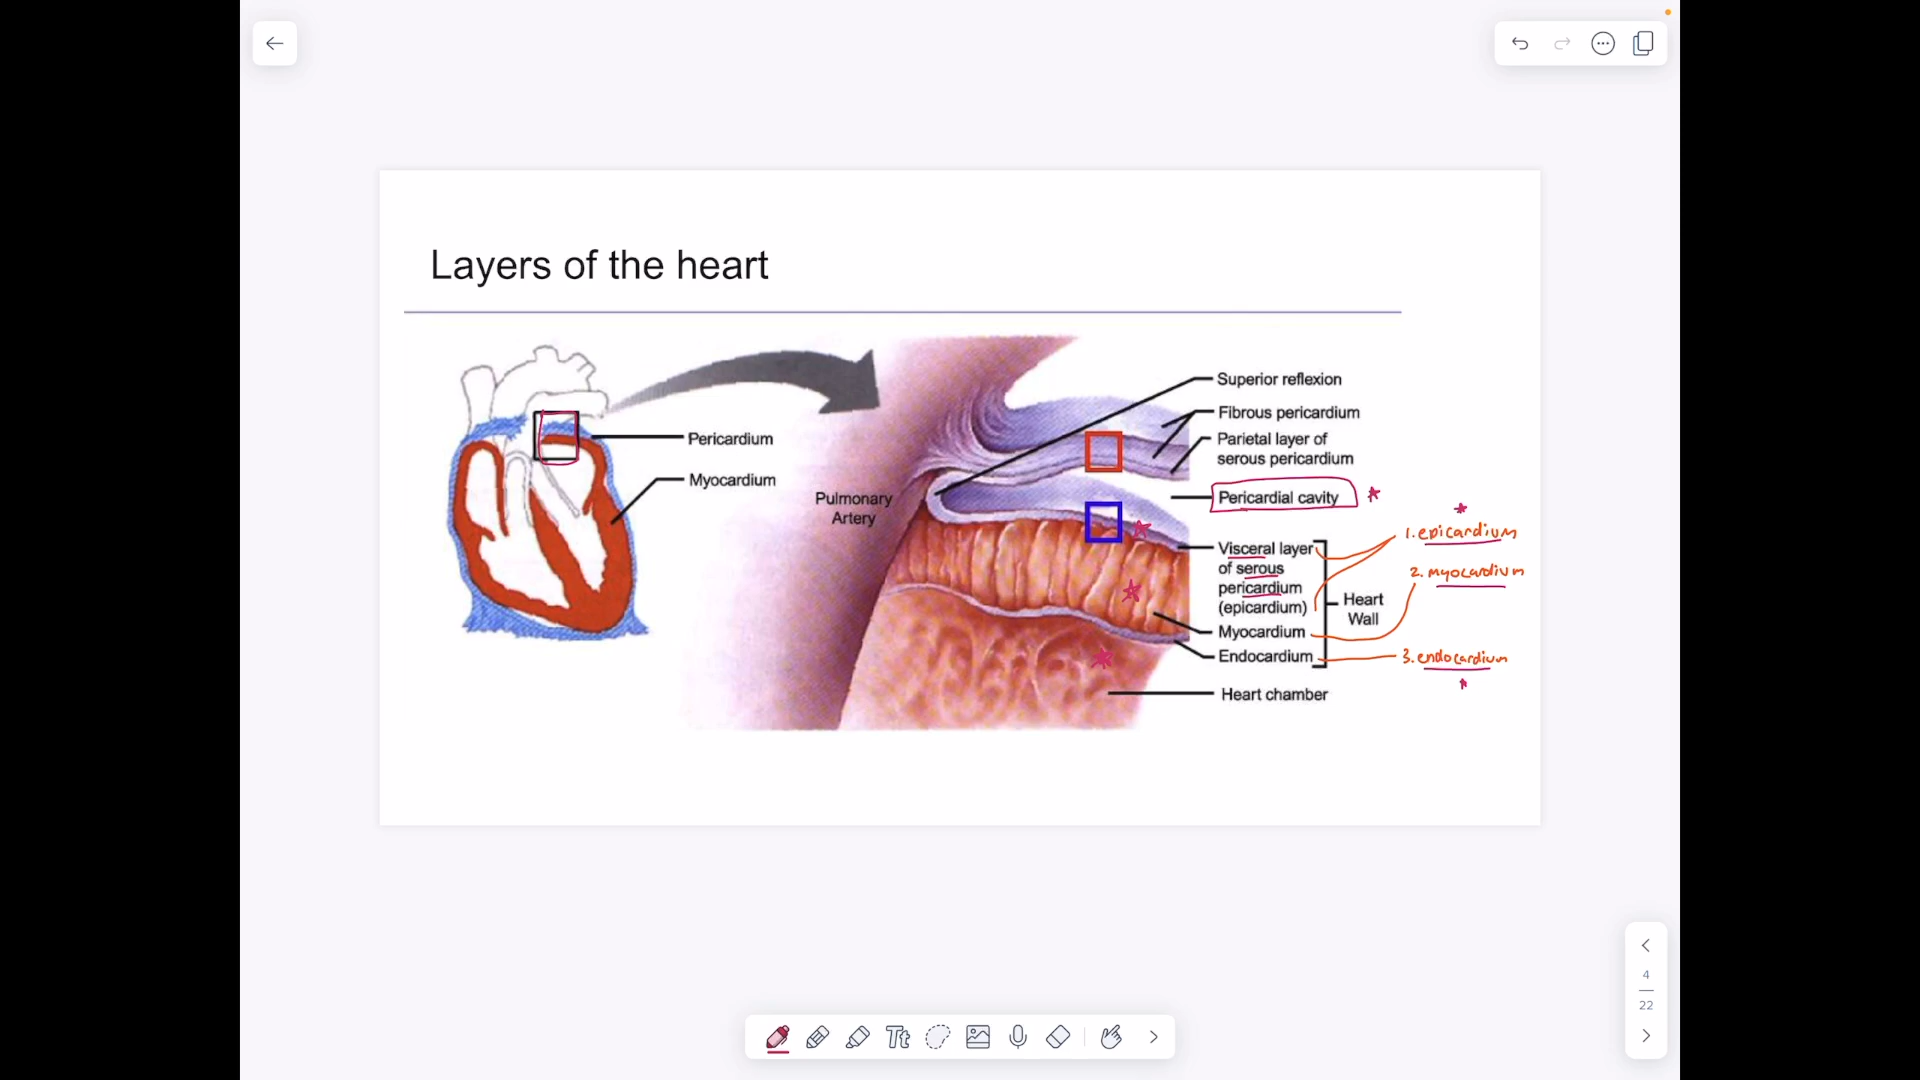 Layers of the heart
Pericardium
Myocardium
Pulmonary
Artery
Superior reflexion
Fibrous pericardium
Parietal layer of
serous pericardium
Pericardial cavity
Visceral layer
of serous
pericardium
(epicardium)
Myocardium
Endocardium
Heart
Wall
Heart chamber
1. epicardium
2. myocardium
3. endocardium
4
22
Tt